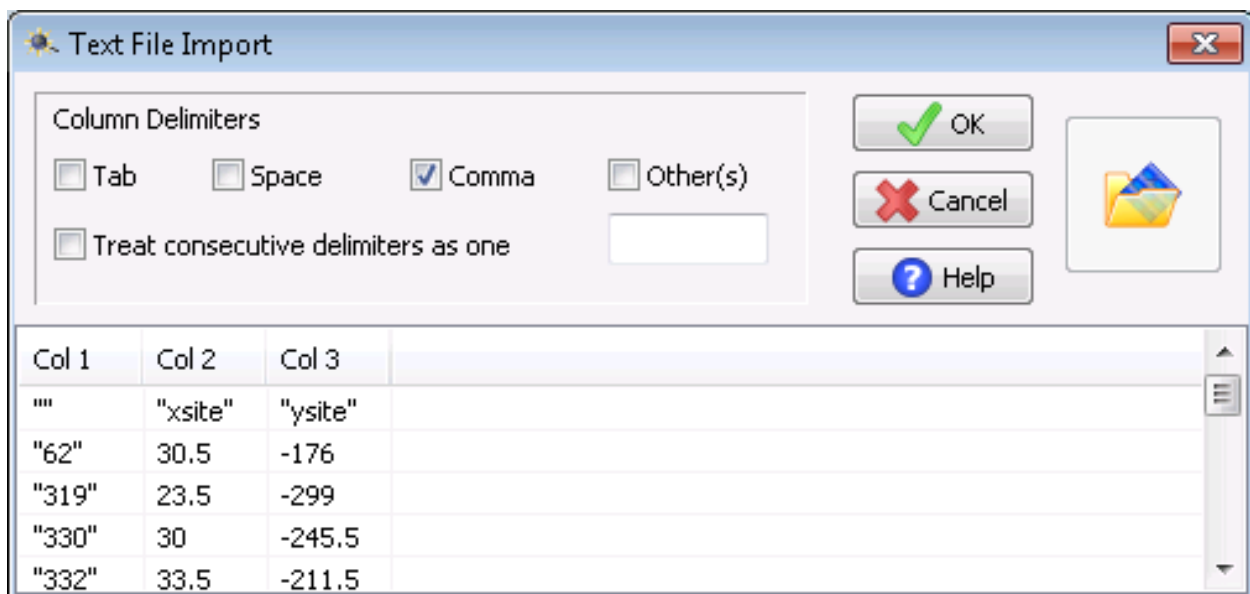 Text File Import
Column Delimiters
Tab Space Comma Other(s)
Treat consecutive delimiters as one
OK
Cancel
Help
Col 1 Col 2 Col 3
"" "xsite" "ysite"
"62" 30.5 -176
"319" 23.5 -299
"330" 30 -245.5
"332" 33.5 -211.5